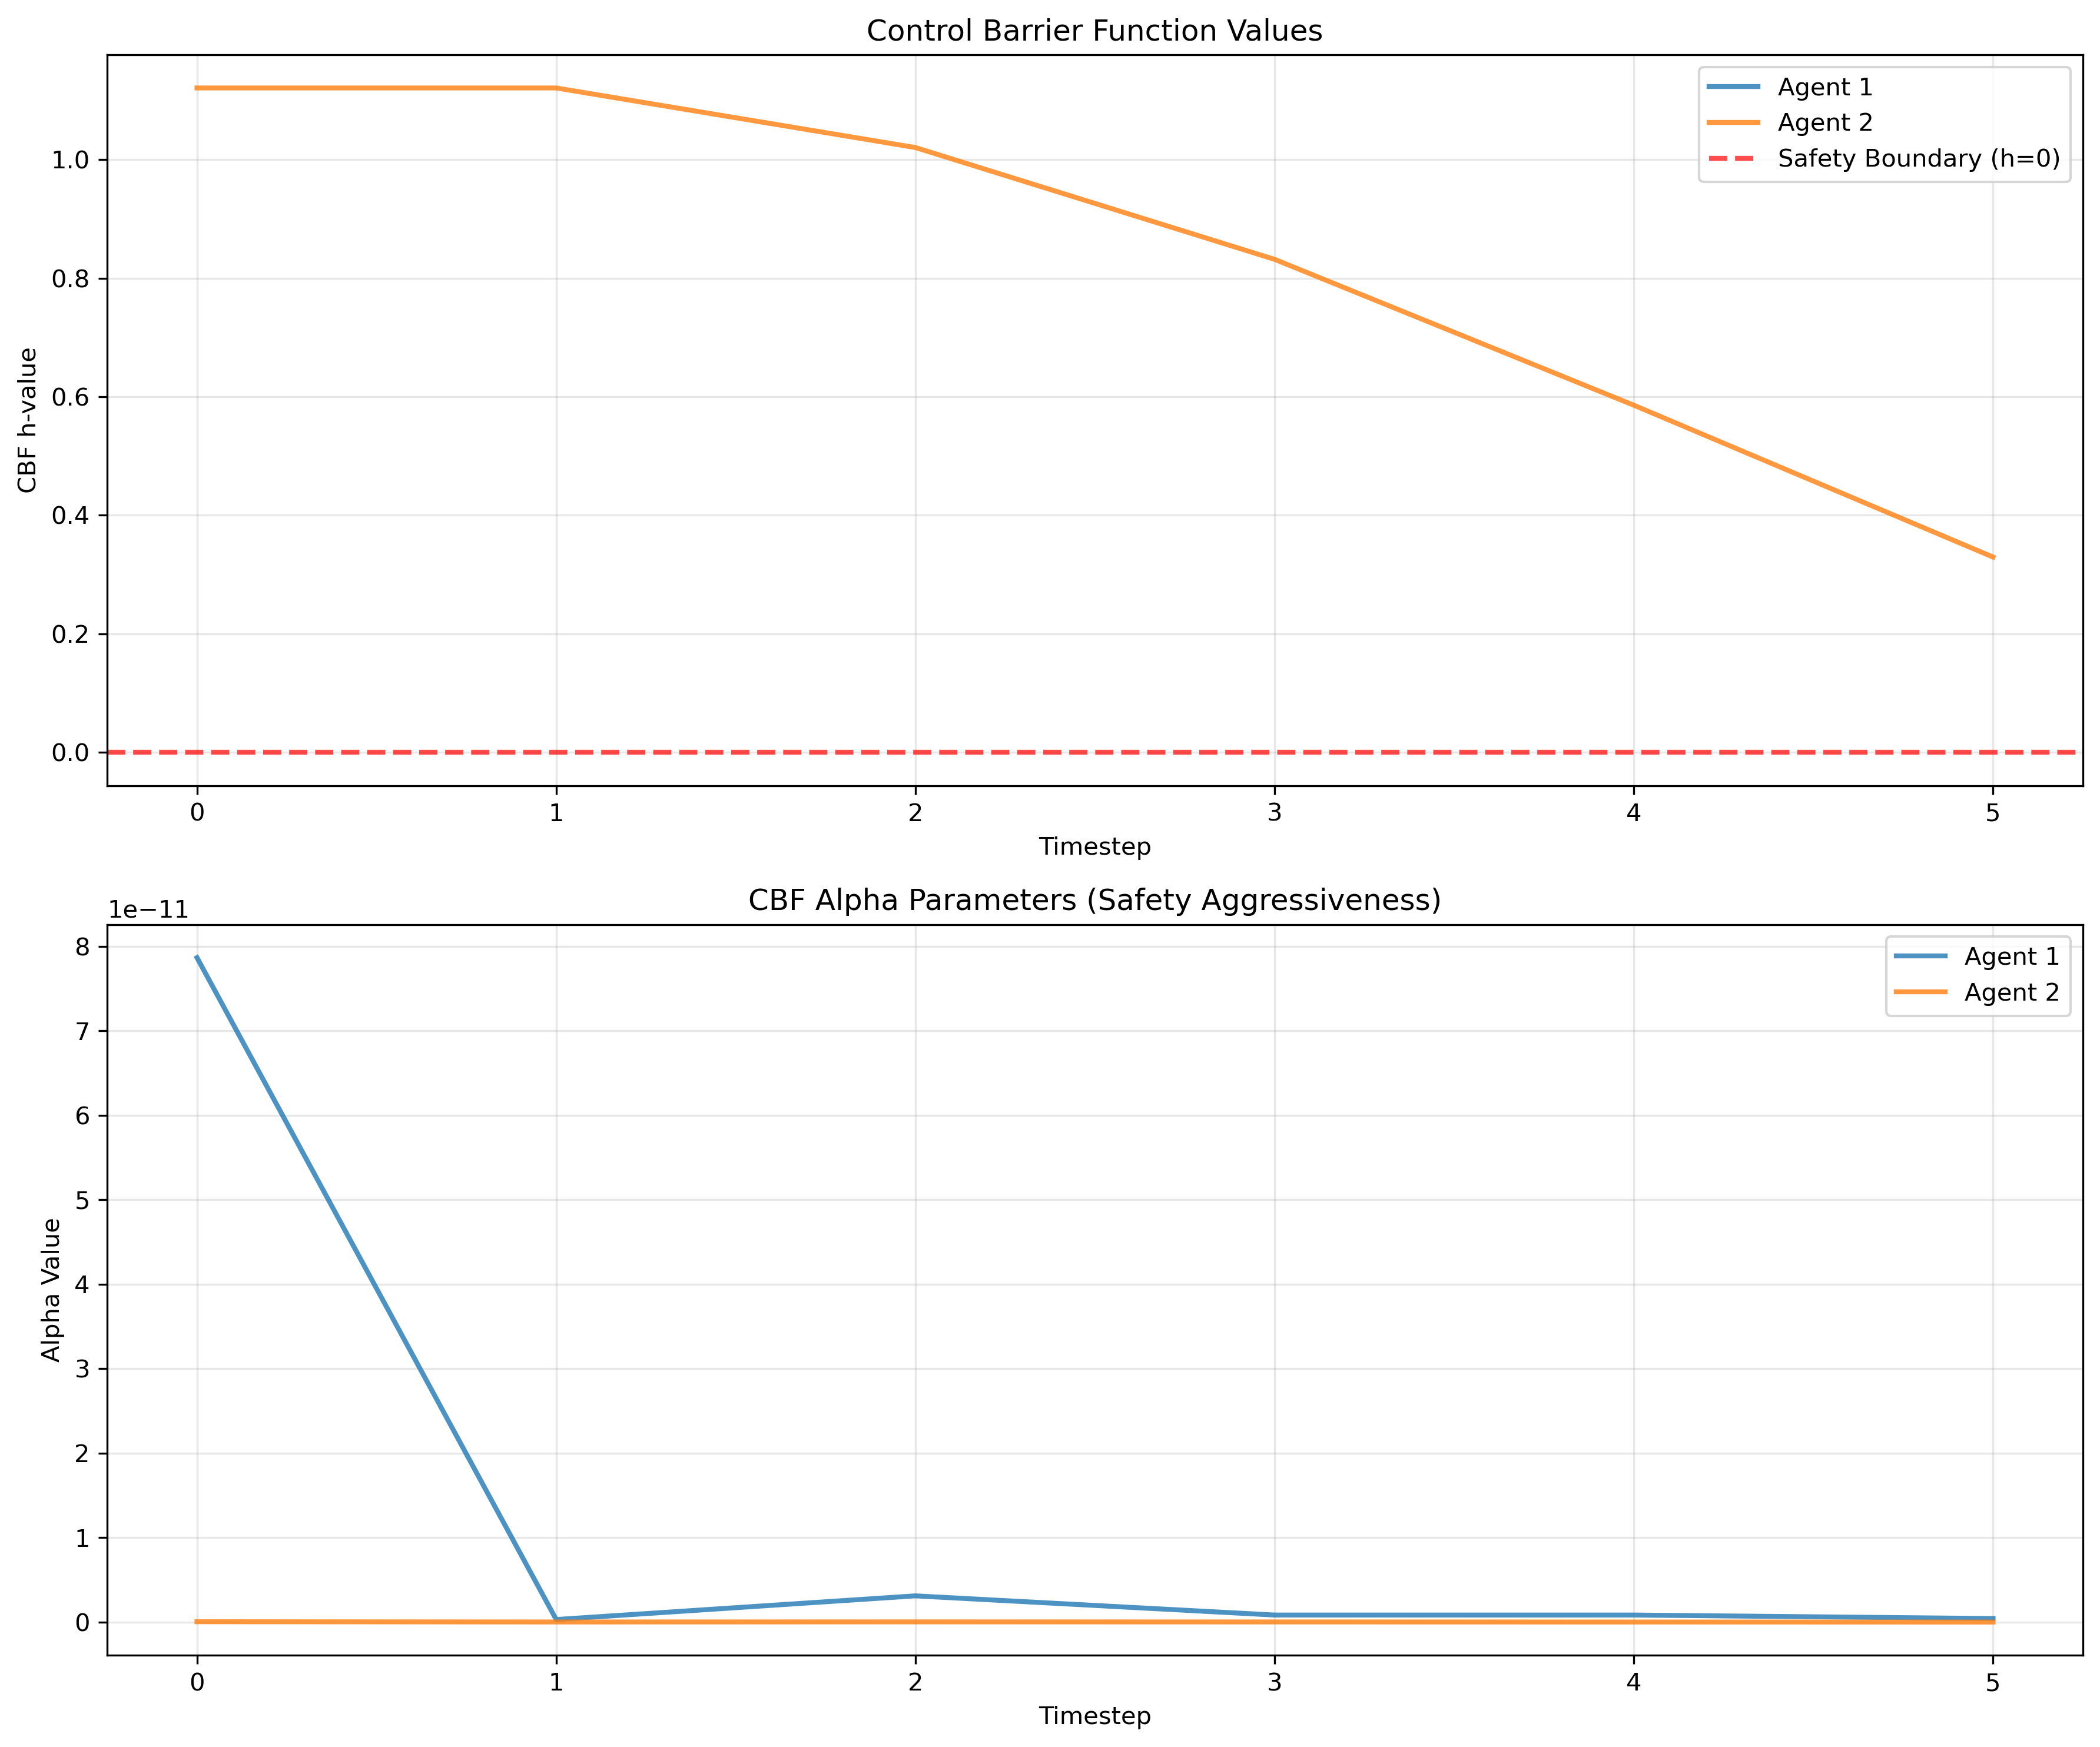 Control Barrier Function Values
Agent 1
Agent 2
Safety Boundary (h=0)
CBF h-value
1.0
0.8
0.6
0.4
0.2
0.0
0 1 2 3 4 5
Timestep
CBF Alpha Parameters (Safety Aggressiveness)
1e−11
Agent 1
Agent 2
Alpha Value
8
7
6
5
4
3
2
1
0
0 1 2 3 4 5
Timestep